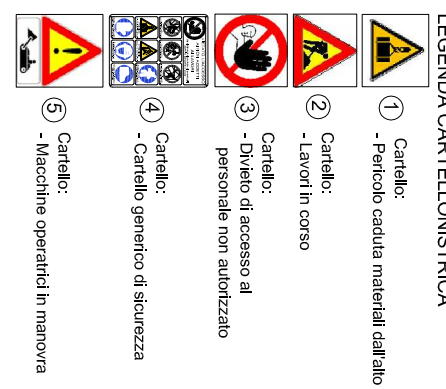 LEGENDA CARTELLONISTRICA
1
Cartello:
- Pericolo caduta materiali dall'alto
2
Cartello:
- Lavori in corso
3
Cartello:
- Divieto di accesso al
personale non autorizzato
4
Cartello:
- Cartello generico di sicurezza
5
Cartello:
- Macchine operatrici in manovra